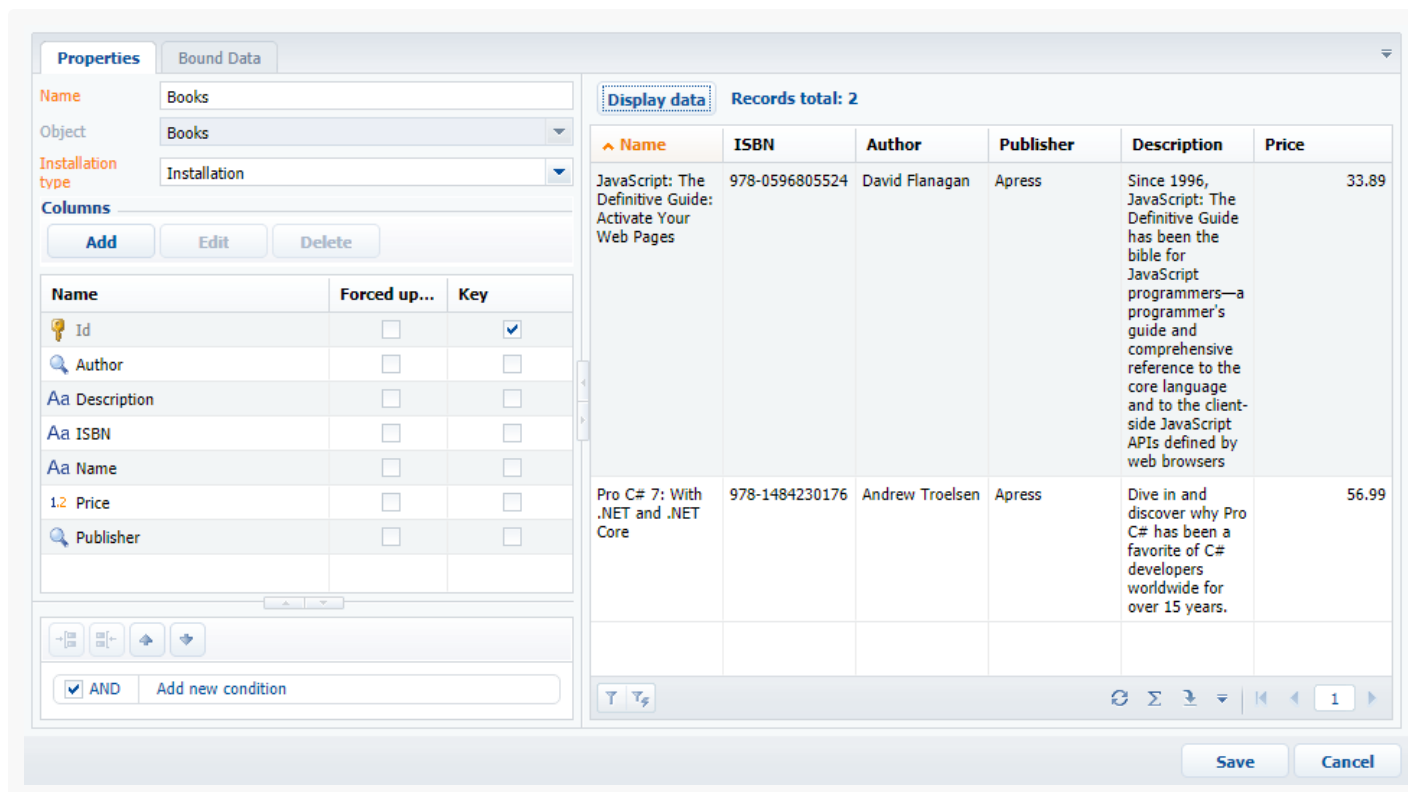 Properties
Bound Data
Name
Books
Object
Books
Installation
type
Installation
Columns
Add
Edit
Delete
Name
Forced up...
Key
Id
Author
Aa Description
Aa ISBN
Aa Name
1.2 Price
Publisher
AND
Add new condition
Display data
Records total: 2
Name
ISBN
Author
Publisher
Description
Price
JavaScript: The
Definitive Guide:
Activate Your
Web Pages
978-0596805524
David Flanagan
Apress
Since 1996,
JavaScript: The
Definitive Guide
has been the
bible for
JavaScript
programmers—a
programmer's
guide and
comprehensive
reference to the
core language
and to the client-
side JavaScript
APIs defined by
web browsers
33.89
Pro C# 7: With
.NET and .NET
Core
978-1484230176
Andrew Troelsen
Apress
Dive in and
discover why Pro
C# has been a
favorite of C#
developers
worldwide for
over 15 years.
56.99
1
Save
Cancel